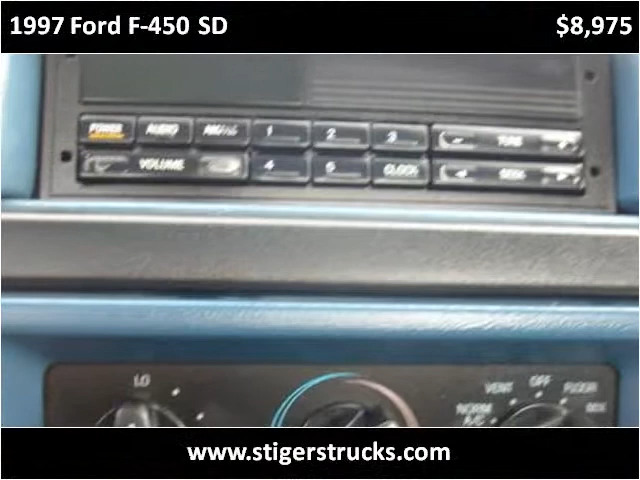 1997 Ford F-450 SD $8,975
POWER AUDIO AM/FM 1 2 3 TUNE
VOLUME 4 5 CLOCK SEEK
LO VENT OFF FLOOR
NORM
A/C
www.stigerstrucks.com